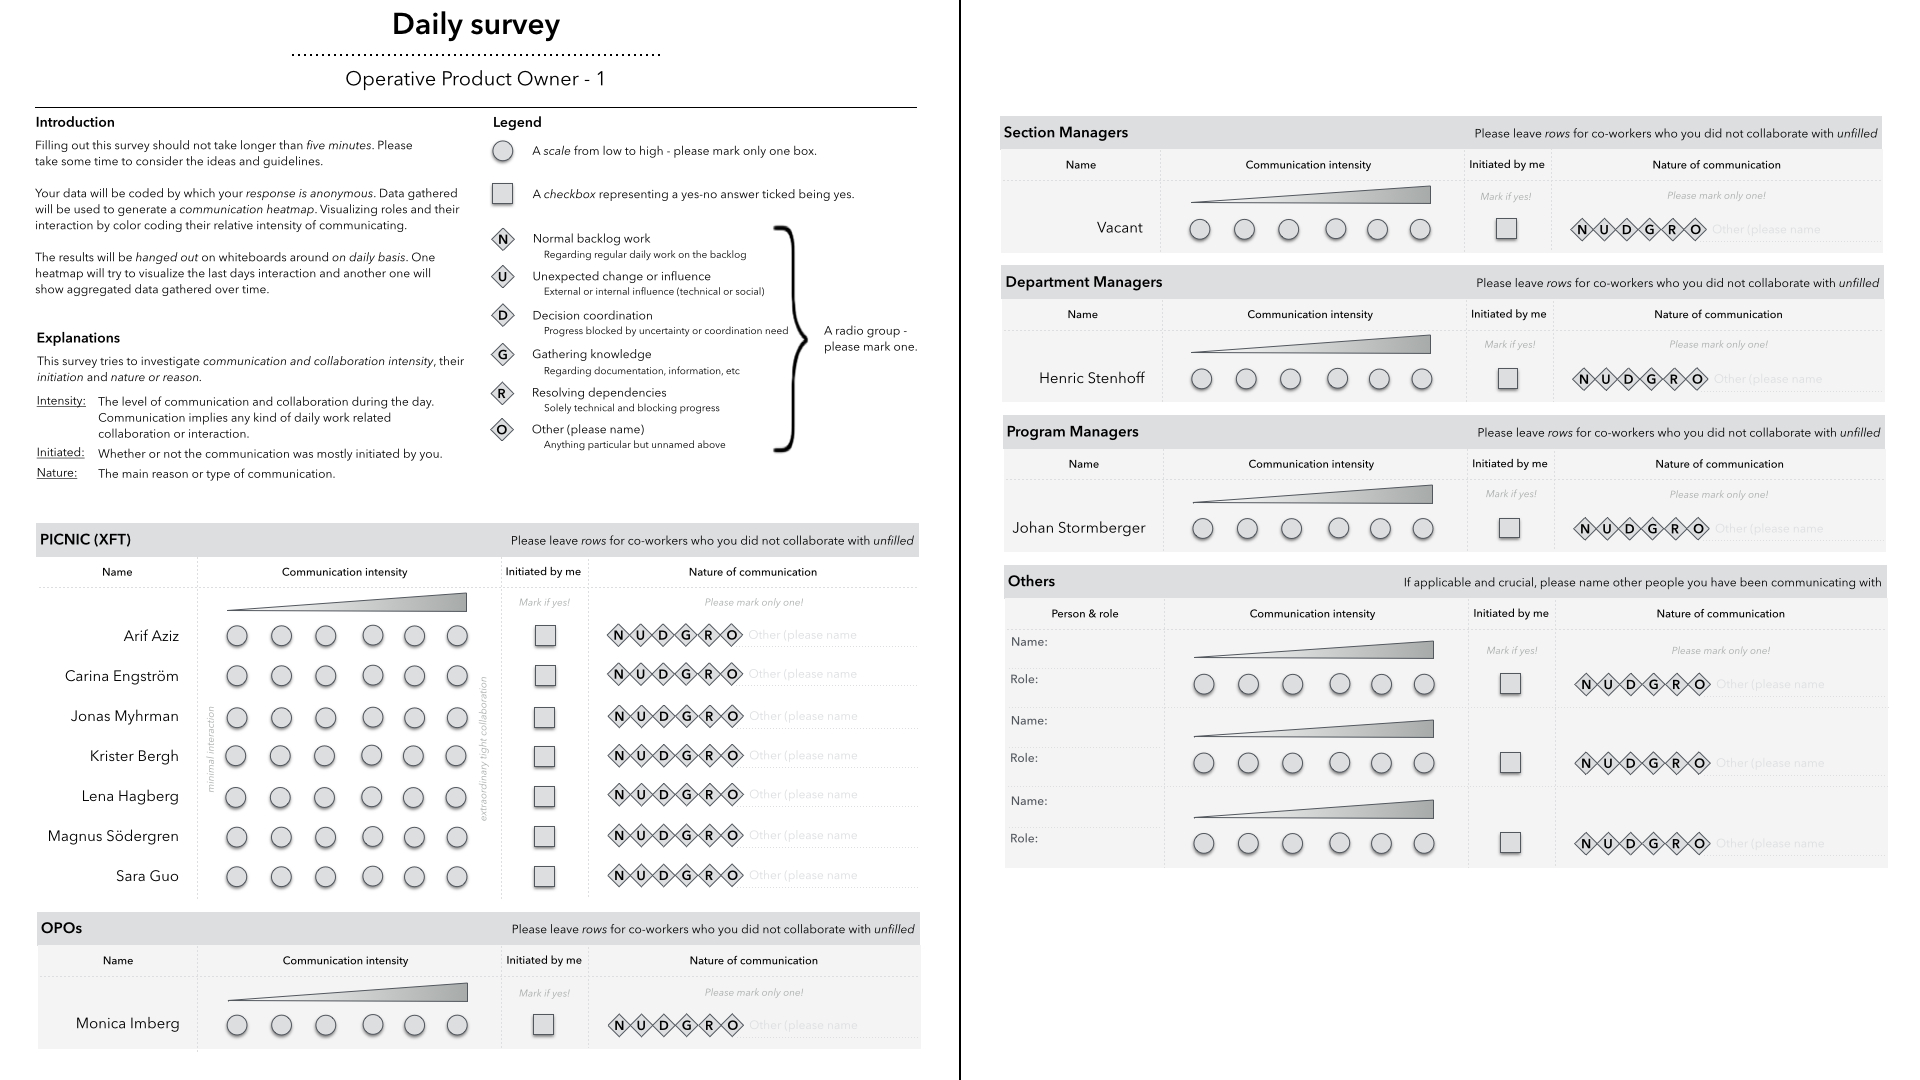 Daily survey
Operative Product Owner - 1
Introduction
Filling out this survey should not take longer than five minutes. Please
take some time to consider the ideas and guidelines.
Your data will be coded by which your response is anonymous. Data gathered
will be used to generate a communication heatmap. Visualizing roles and their
interaction by color coding their relative intensity of communicating.
The results will be hanged out on whiteboards around on daily basis. One
heatmap will try to visualize the last days interaction and another one will
show aggregated data gathered over time.
Explanations
This survey tries to investigate communication and collaboration intensity, their
initiation and nature or reason.
Intensity: The level of communication and collaboration during the day.
Communication implies any kind of daily work related
collaboration or interaction.
Initiated: Whether or not the communication was mostly initiated by you.
Nature: The main reason or type of communication.
Legend
A scale from low to high - please mark only one box.
A checkbox representing a yes-no answer ticked being yes.
N Normal backlog work
Regarding regular daily work on the backlog
U Unexpected change or influence
External or internal influence (technical or social)
D Decision coordination
Progress blocked by uncertainty or coordination need
G Gathering knowledge
Regarding documentation, information, etc
R Resolving dependencies
Solely technical and blocking progress
O Other (please name)
Anything particular but unnamed above
A radio group -
please mark one.
PICNIC (XFT) Please leave rows for co-workers who you did not collaborate with unfilled
Name Communication intensity Initiated by me Nature of communication
Mark if yes! Please mark only one!
minimal interaction
extraordinary tight collaboration
Arif Aziz N U D G R O Other (please name
Carina Engström N U D G R O Other (please name
Jonas Myhrman N U D G R O Other (please name
Krister Bergh N U D G R O Other (please name
Lena Hagberg N U D G R O Other (please name
Magnus Södergren N U D G R O Other (please name
Sara Guo N U D G R O Other (please name
OPOs Please leave rows for co-workers who you did not collaborate with unfilled
Name Communication intensity Initiated by me Nature of communication
Mark if yes! Please mark only one!
Monica Imberg N U D G R O Other (please name
Section Managers Please leave rows for co-workers who you did not collaborate with unfilled
Name Communication intensity Initiated by me Nature of communication
Mark if yes! Please mark only one!
Vacant N U D G R O Other (please name
Department Managers Please leave rows for co-workers who you did not collaborate with unfilled
Name Communication intensity Initiated by me Nature of communication
Mark if yes! Please mark only one!
Henric Stenhoff N U D G R O Other (please name
Program Managers Please leave rows for co-workers who you did not collaborate with unfilled
Name Communication intensity Initiated by me Nature of communication
Mark if yes! Please mark only one!
Johan Stormberger N U D G R O Other (please name
Others If applicable and crucial, please name other people you have been communicating with
Person & role Communication intensity Initiated by me Nature of communication
Name: Mark if yes! Please mark only one!
Role: N U D G R O Other (please name
Name:
Role: N U D G R O Other (please name
Name:
Role: N U D G R O Other (please name